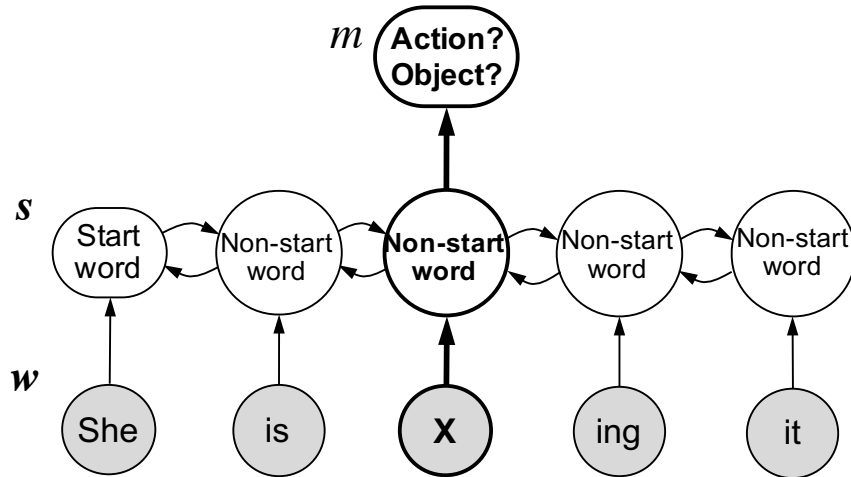 m
Action?
Object?
s
Start
word
Non-start
word
Non-start
word
Non-start
word
Non-start
word
w
She
is
X
ing
it